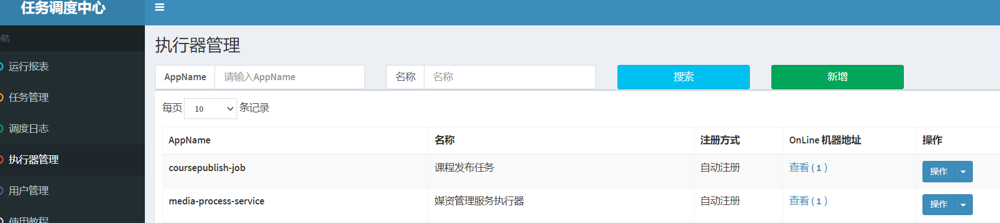 任务调度中心
航
运行报表
任务管理
调度日志
执行器管理
用户管理
使用教程
执行器管理
AppName 请输入AppName 名称 名称 搜索 新增
每页 10 条记录
AppName 名称 注册方式 OnLine 机器地址 操作
coursepublish-job 课程发布任务 自动注册 查看 ( 1 ) 操作
media-process-service 媒资管理服务执行器 自动注册 查看 ( 1 ) 操作